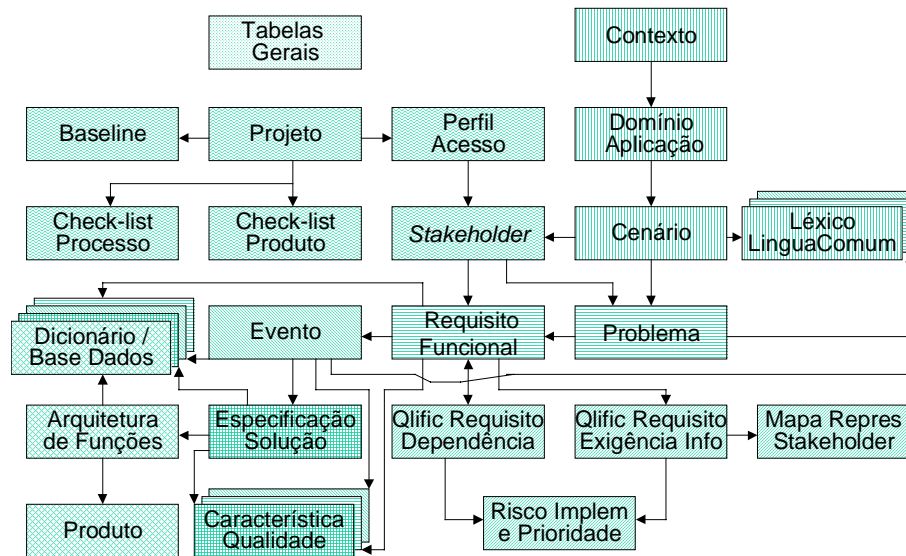 Tabelas
Gerais
Contexto
Baseline
Projeto
Perfil
Acesso
Domínio
Aplicação
Check-list
Processo
Check-list
Produto
Stakeholder
Cenário
Léxico
LinguaComum
Dicionário /
Base Dados
Evento
Requisito
Funcional
Problema
Arquitetura
de Funções
Especificação
Solução
Qlific Requisito
Dependência
Qlific Requisito
Exigência Info
Mapa Repres
Stakeholder
Produto
Característica
Qualidade
Risco Implem
e Prioridade